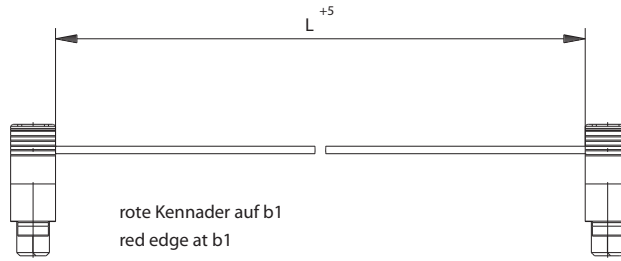 L +5
rote Kennader auf b1
red edge at b1